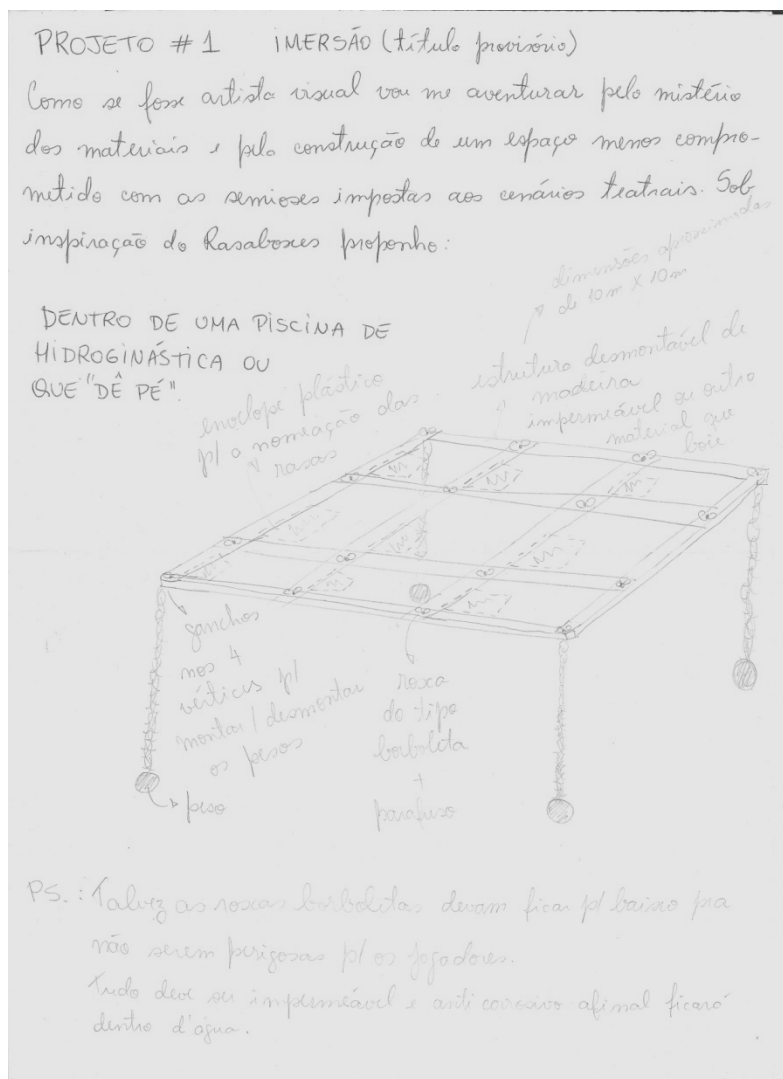 PROJETO #1 IMERSÃO (título provisório)
Como se fosse artista visual vou me aventurar pelo mistério
dos materiais e pela construção de um espaço menos compro-
metido com as semioses impostas aos cenários teatrais. Sob
inspiração do Rasaboxes proponho:
DENTRO DE UMA PISCINA DE
HIDROGINÁSTICA OU
QUE "DÊ PÉ".
dimensões aproximadas
de 10m X 10m
envelope plástico
p/ a nomeação das
rasas
estrutura desmontável de
madeira
impermeável ou outro
material que
boie
ganchos
nos 4
vértices p/
montar/desmontar
os pesos
peso
rosca
do tipo
borboleta
+
parafuso
PS.: Talvez as roscas borboletas devam ficar p/ baixo pra
não serem perigosas p/ os jogadores.
Tudo deve ser impermeável e anti corrosivo afinal ficará
dentro d'água.